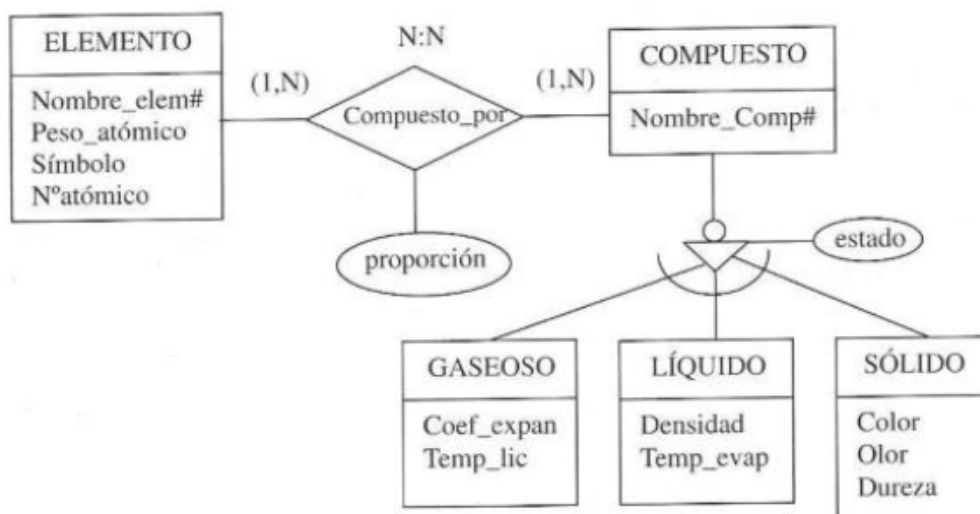 ELEMENTO
Nombre_elem#
Peso_atómico
Símbolo
Nºatómico
N:N
(1,N)
Compuesto_por
(1,N)
proporción
COMPUESTO
Nombre_Comp#
estado
GASEOSO
Coef_expan
Temp_lic
LÍQUIDO
Densidad
Temp_evap
SÓLIDO
Color
Olor
Dureza